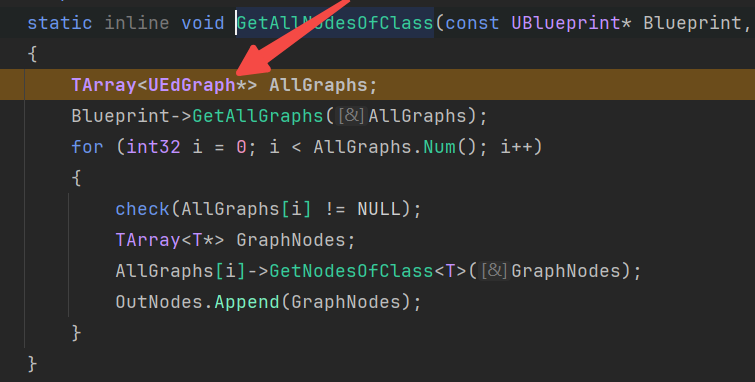 static inline void GetAllNodesOfClass(const UBlueprint* Blueprint,
{
TArray<UEdGraph*> AllGraphs;
Blueprint->GetAllGraphs([&]AllGraphs);
for (int32 i = 0; i < AllGraphs.Num(); i++)
{
check(AllGraphs[i] != NULL);
TArray<T*> GraphNodes;
AllGraphs[i]->GetNodesOfClass<T>([&]GraphNodes);
OutNodes.Append(GraphNodes);
}
}